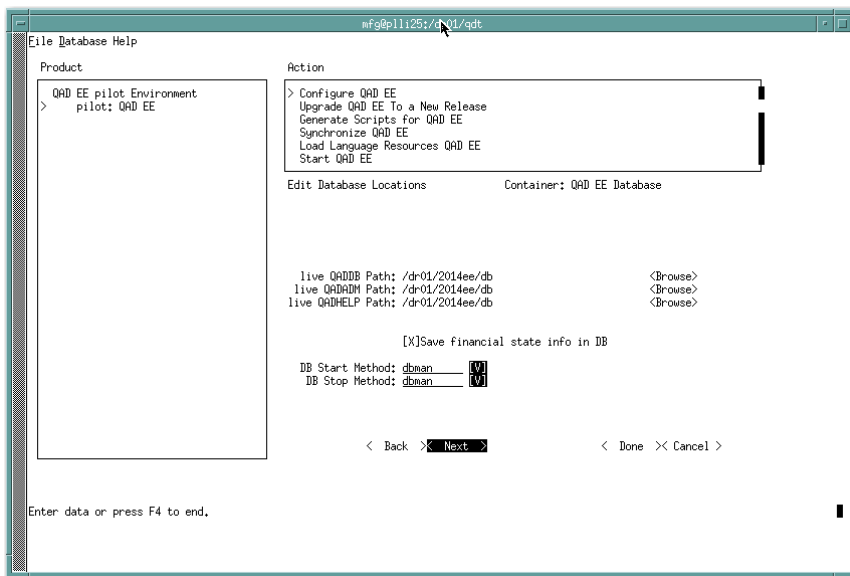 mfg@plli25:/dr01/qdt
File Database Help
Product
QAD EE pilot Environment
> pilot: QAD EE
Action
> Configure QAD EE
Upgrade QAD EE To a New Release
Generate Scripts for QAD EE
Synchronize QAD EE
Load Language Resources QAD EE
Start QAD EE
Edit Database Locations Container: QAD EE Database
live QADDB Path: /dr01/2014ee/db <Browse>
live QADADM Path: /dr01/2014ee/db <Browse>
live QADHELP Path: /dr01/2014ee/db <Browse>
[X]Save financial state info in DB
DB Start Method: dbman [V]
DB Stop Method: dbman [V]
< Back >< Next > < Done >< Cancel >
Enter data or press F4 to end.